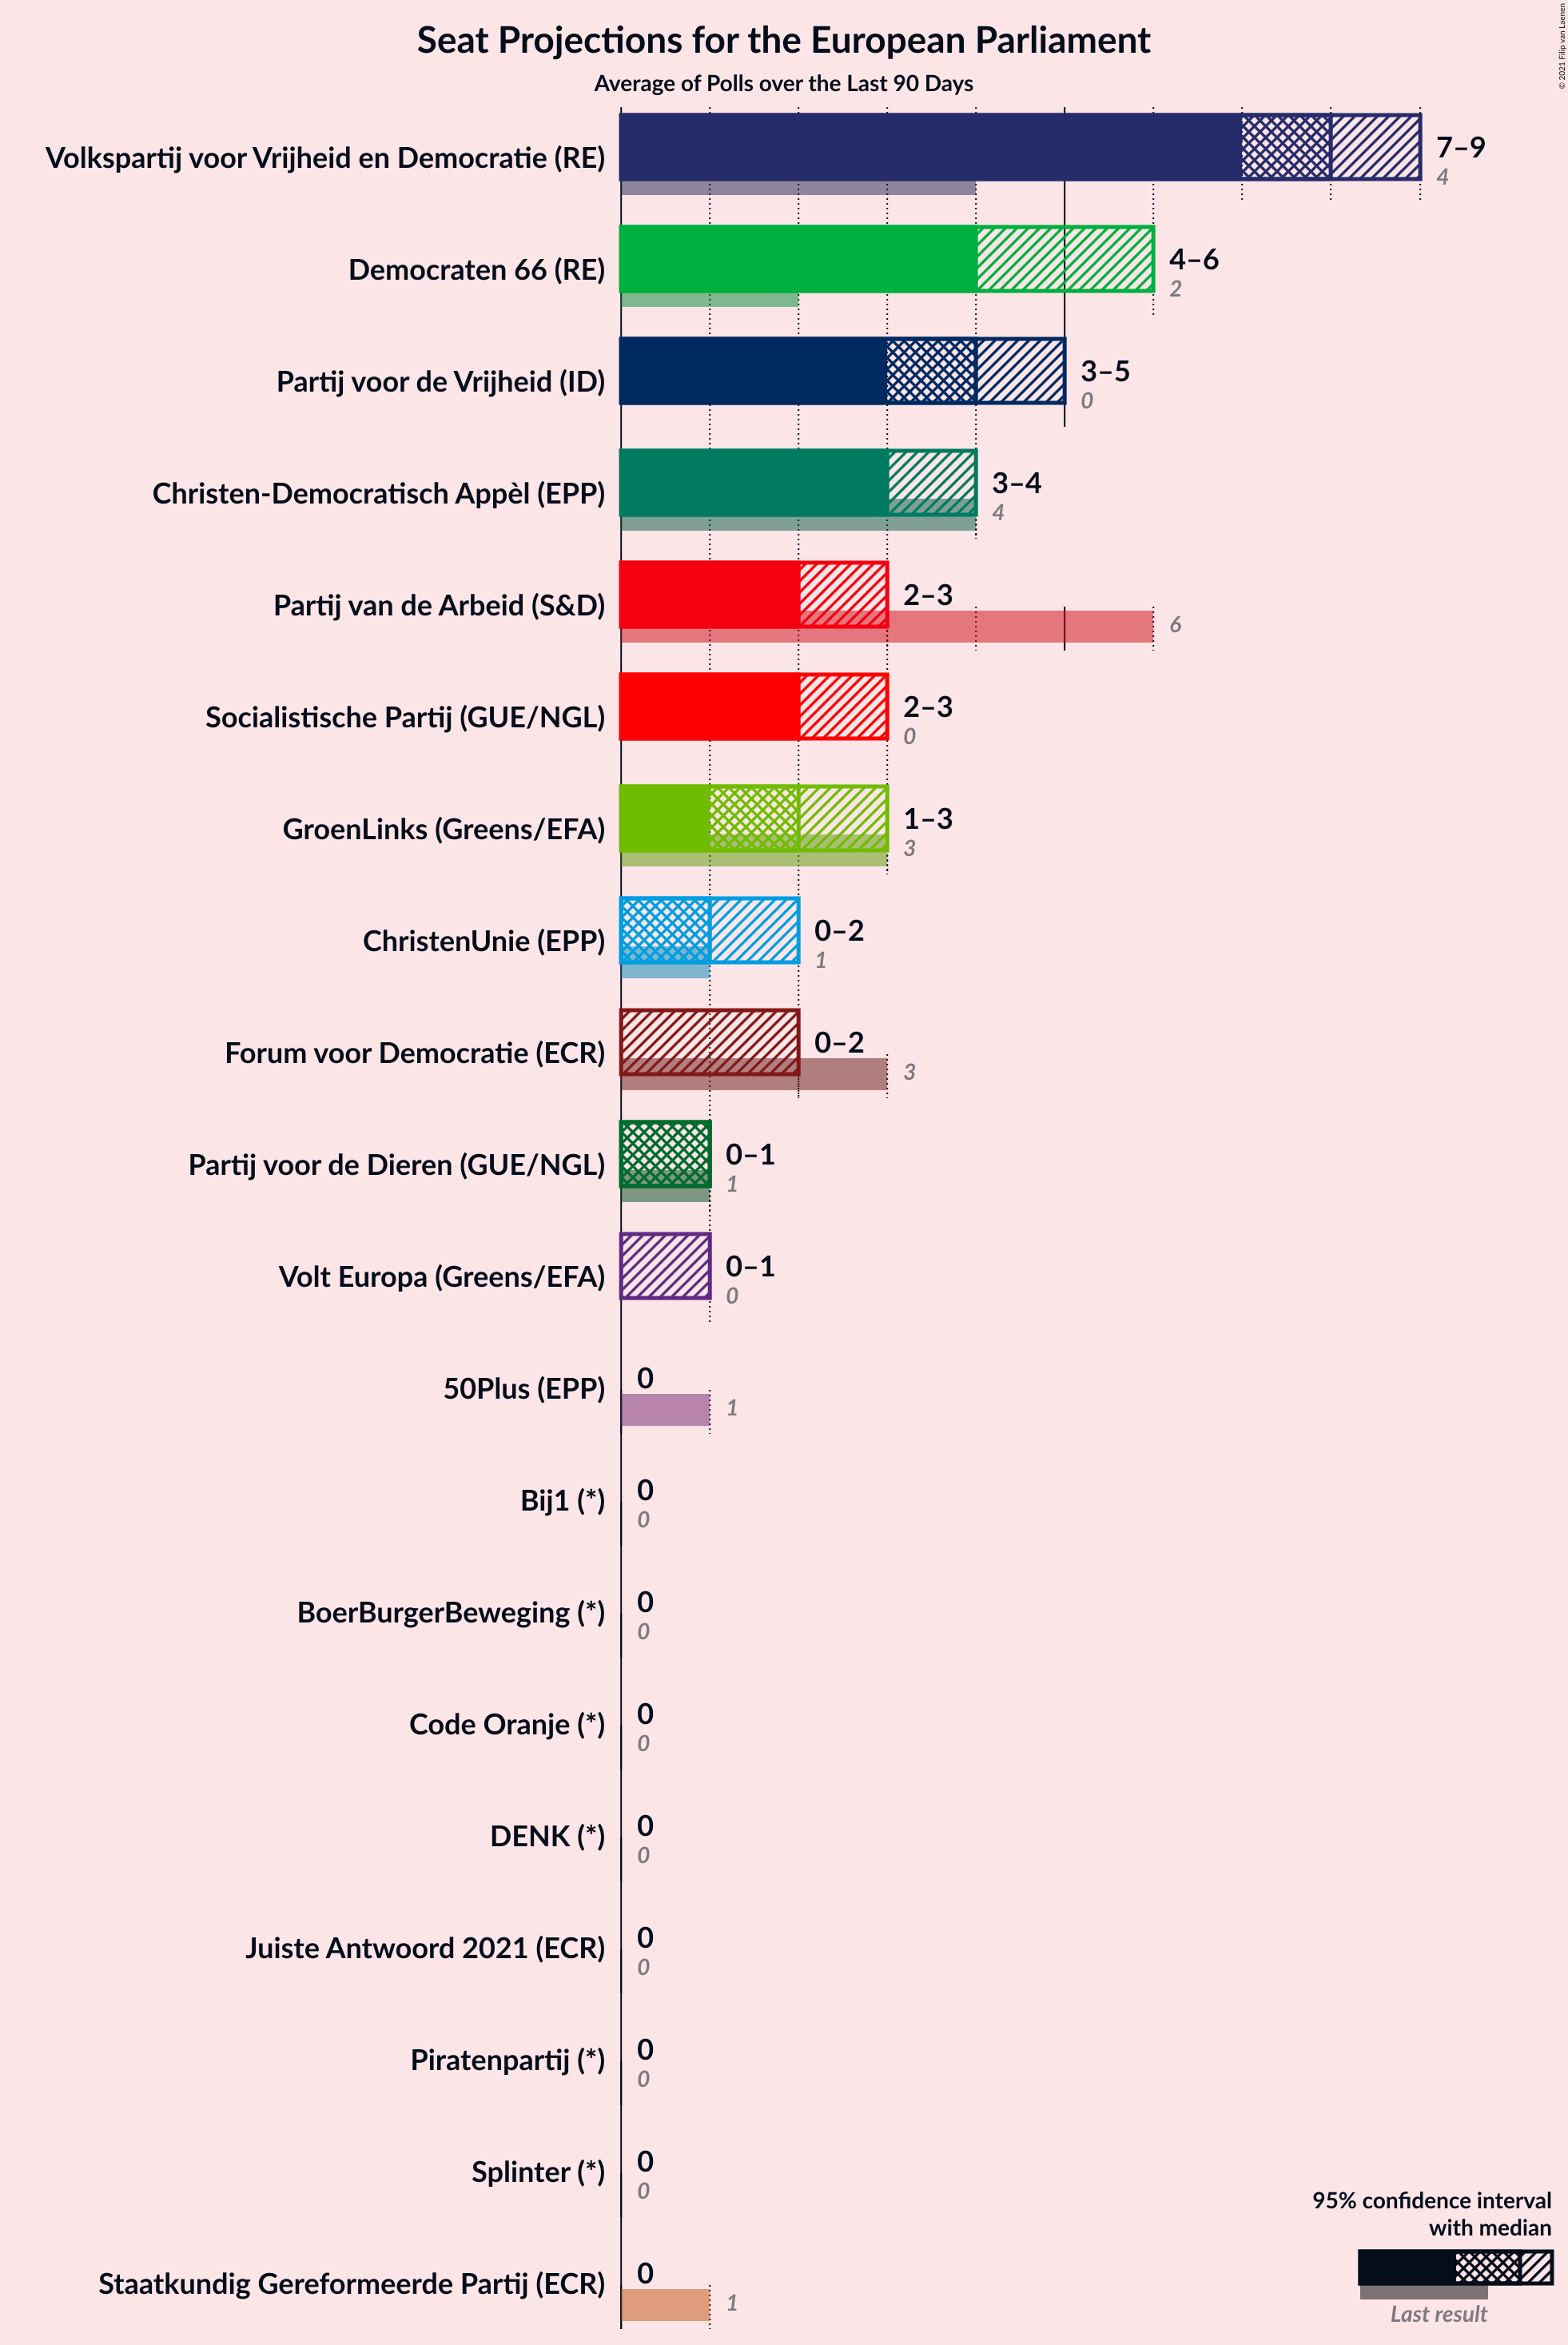 Seat Projections for the European Parliament
Average of Polls over the Last 90 Days
© 2021 Filip van Laenen
Volkspartij voor Vrijheid en Democratie (RE)
7–9
4
Democraten 66 (RE)
4–6
2
Partij voor de Vrijheid (ID)
3–5
0
Christen-Democratisch Appèl (EPP)
3–4
4
Partij van de Arbeid (S&D)
2–3
6
Socialistische Partij (GUE/NGL)
2–3
0
GroenLinks (Greens/EFA)
1–3
3
ChristenUnie (EPP)
0–2
1
Forum voor Democratie (ECR)
0–2
3
Partij voor de Dieren (GUE/NGL)
0–1
1
Volt Europa (Greens/EFA)
0–1
0
50Plus (EPP)
0
1
Bij1 (*)
0
0
BoerBurgerBeweging (*)
0
0
Code Oranje (*)
0
0
DENK (*)
0
0
Juiste Antwoord 2021 (ECR)
0
0
Piratenpartij (*)
0
0
Splinter (*)
0
0
Staatkundig Gereformeerde Partij (ECR)
0
1
95% confidence interval
with median
Last result